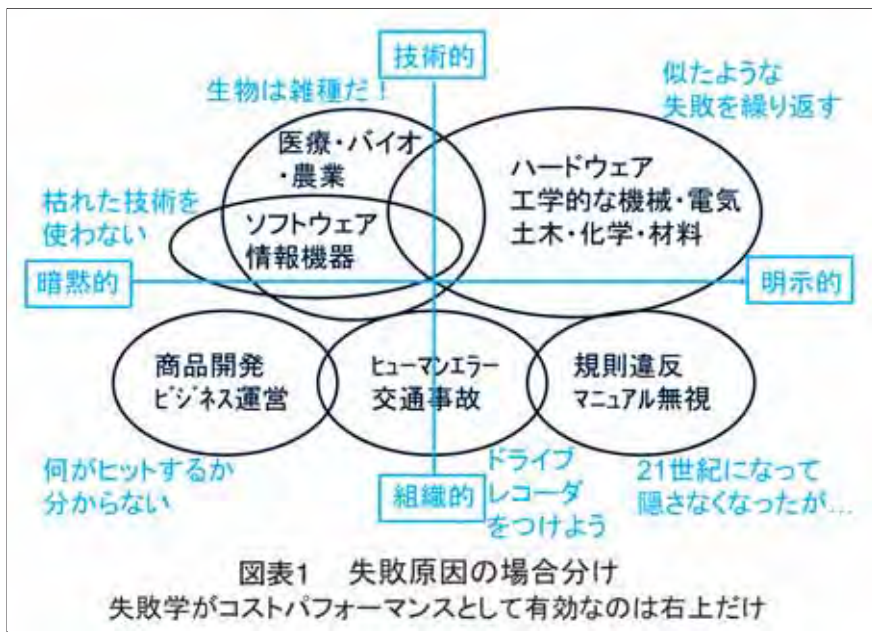 技術的
生物は雑種だ！
似たような
失敗を繰り返す
医療・バイオ
・農業
ハードウェア
工学的な機械・電気
土木・化学・材料
枯れた技術を
使わない
ソフトウェア
情報機器
暗黙的
明示的
商品開発
ビジネス運営
ヒューマンエラー
交通事故
規則違反
マニュアル無視
何がヒットするか
分からない
組織的
ドライブ
レコーダ
をつけよう
21世紀になって
隠さなくなったが…
図表1　失敗原因の場合分け
失敗学がコストパフォーマンスとして有効なのは右上だけ